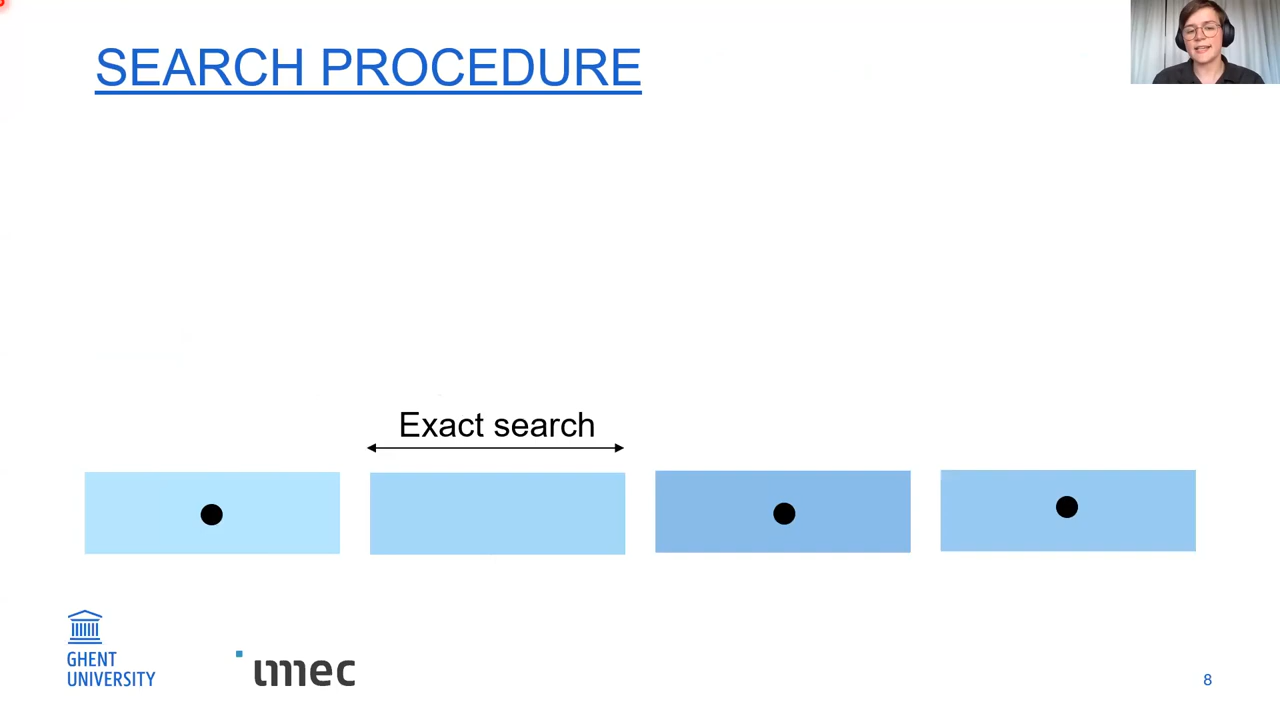 SEARCH PROCEDURE
Exact search
GHENT
UNIVERSITY
imec
8